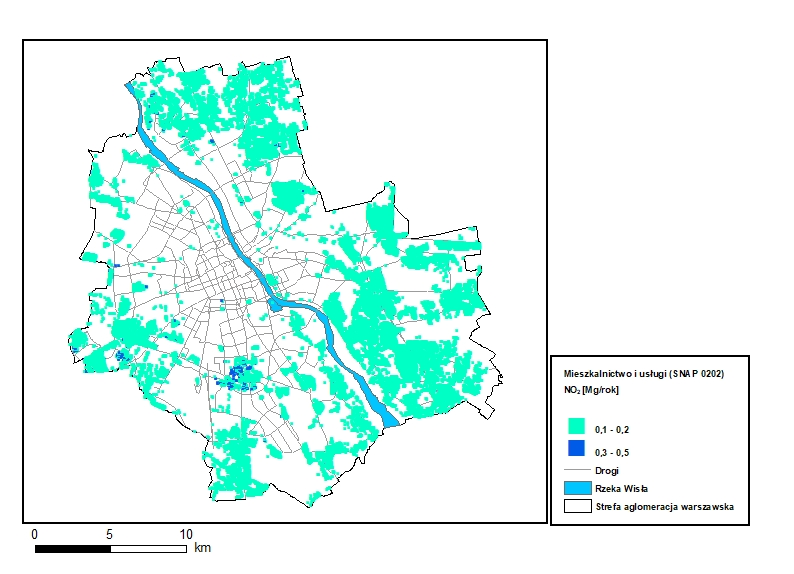 Mieszkalnictwo i usługi (SNAP 0202)
NO₂ [Mg/rok]
0,1 - 0,2
0,3 - 0,5
Drogi
Rzeka Wisła
Strefa aglomeracja warszawska
0 5 10
km